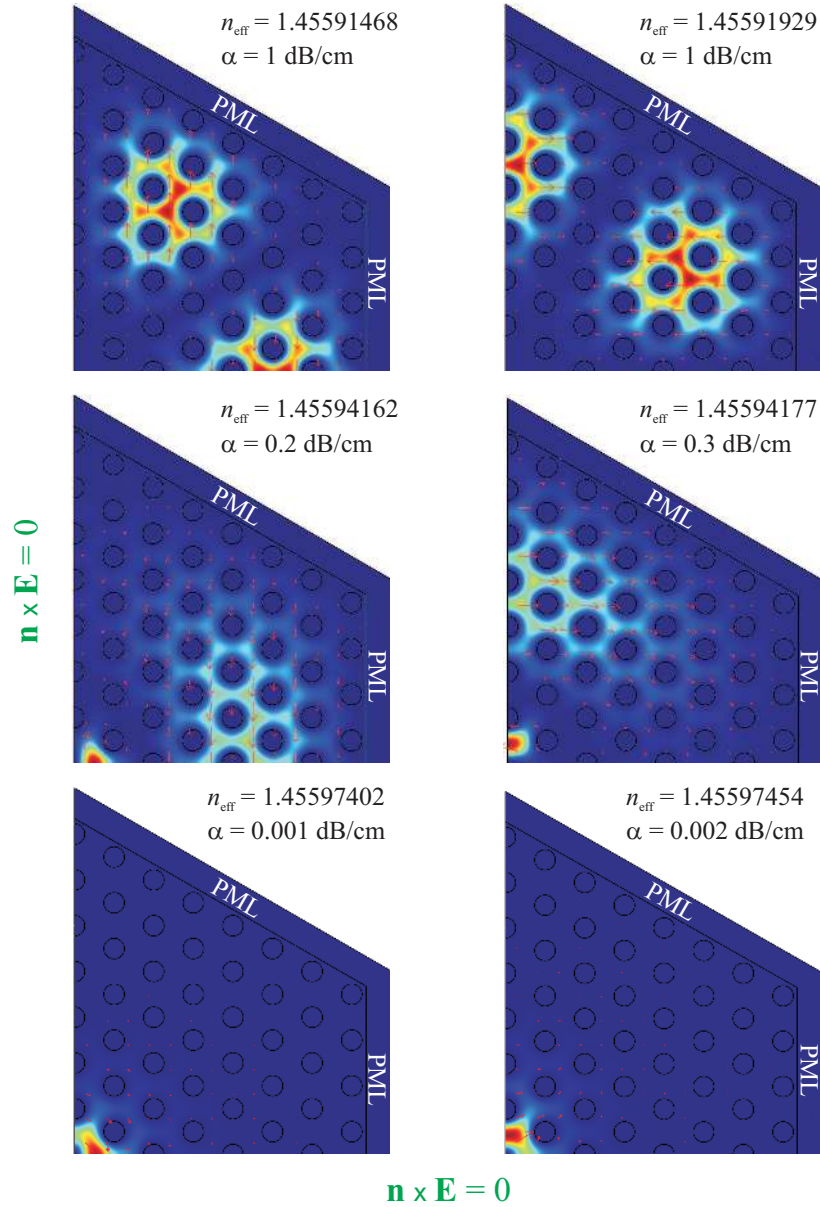 n_eff = 1.45591468
α = 1 dB/cm
PML
PML
n_eff = 1.45591929
α = 1 dB/cm
PML
PML
n_eff = 1.45594162
α = 0.2 dB/cm
PML
PML
n_eff = 1.45594177
α = 0.3 dB/cm
PML
PML
n x E = 0
n_eff = 1.45597402
α = 0.001 dB/cm
PML
PML
n_eff = 1.45597454
α = 0.002 dB/cm
PML
PML
n x E = 0